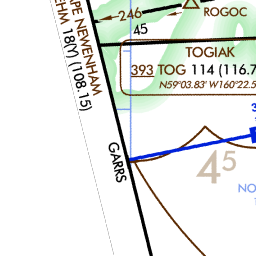 246
ROGOC
45
TOGIAK
393 TOG 114 (116.7
N59°03.83' W160°22.5
PE NEWENHAM
EHM 18(Y) (108.15)
GARRS
45
NO